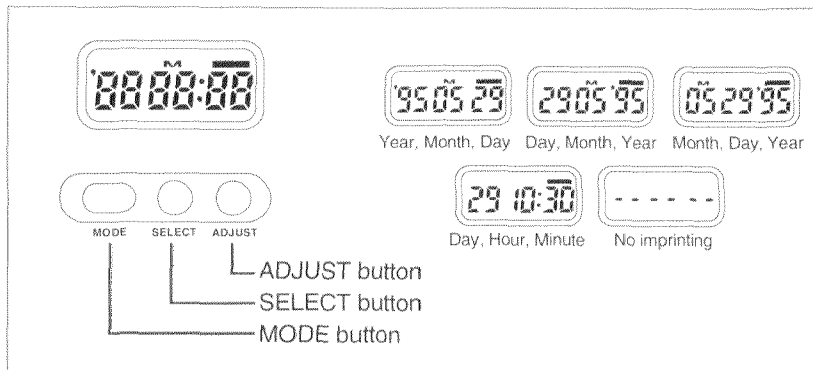 M
'88 88:88
'95 05 29
Year, Month, Day
29 05 '95
Day, Month, Year
05 29 '95
Month, Day, Year
29 10:30
Day, Hour, Minute
- - - - - -
No imprinting
MODE SELECT ADJUST
ADJUST button
SELECT button
MODE button